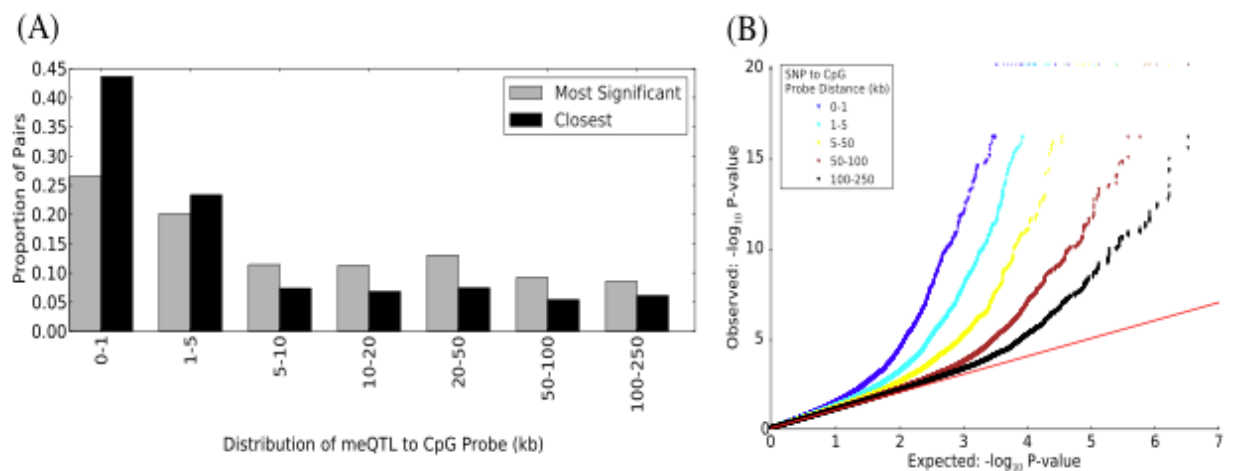 (A)
0.45
0.40
0.35
0.30
0.25
0.20
0.15
0.10
0.05
0.00
Proportion of Pairs
Most Significant
Closest
0-1
1-5
5-10
10-20
20-50
50-100
100-250
Distribution of meQTL to CpG Probe (kb)
(B)
20
15
10
5
0
Observed: -log10 P-value
SNP to CpG
Probe Distance (kb)
0-1
1-5
5-50
50-100
100-250
0 1 2 3 4 5 6 7
Expected: -log10 P-value